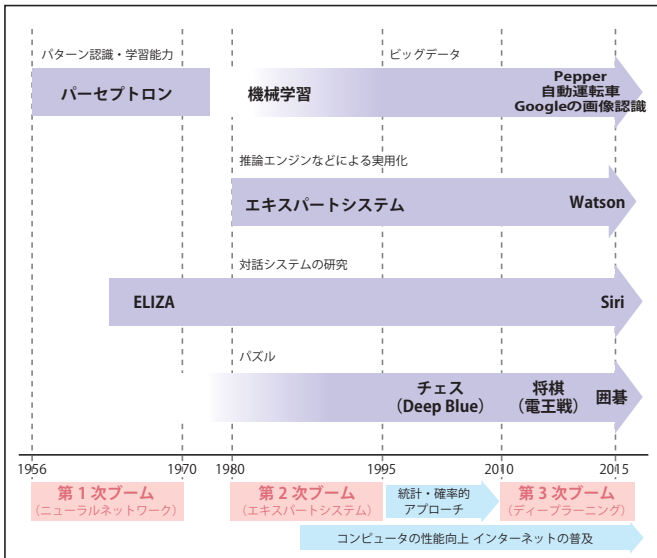 パターン認識・学習能力
ビッグデータ
パーセプトロン
機械学習
Pepper
自動運転車
Googleの画像認識
推論エンジンなどによる実用化
エキスパートシステム
Watson
対話システムの研究
ELIZA
Siri
パズル
チェス
（Deep Blue）
将棋
（電王戦）
囲碁
1956
1970
1980
1995
2010
2015
第1次ブーム
（ニューラルネットワーク）
第2次ブーム
（エキスパートシステム）
統計・確率的
アプローチ
第3次ブーム
（ディープラーニング）
コンピュータの性能向上 インターネットの普及